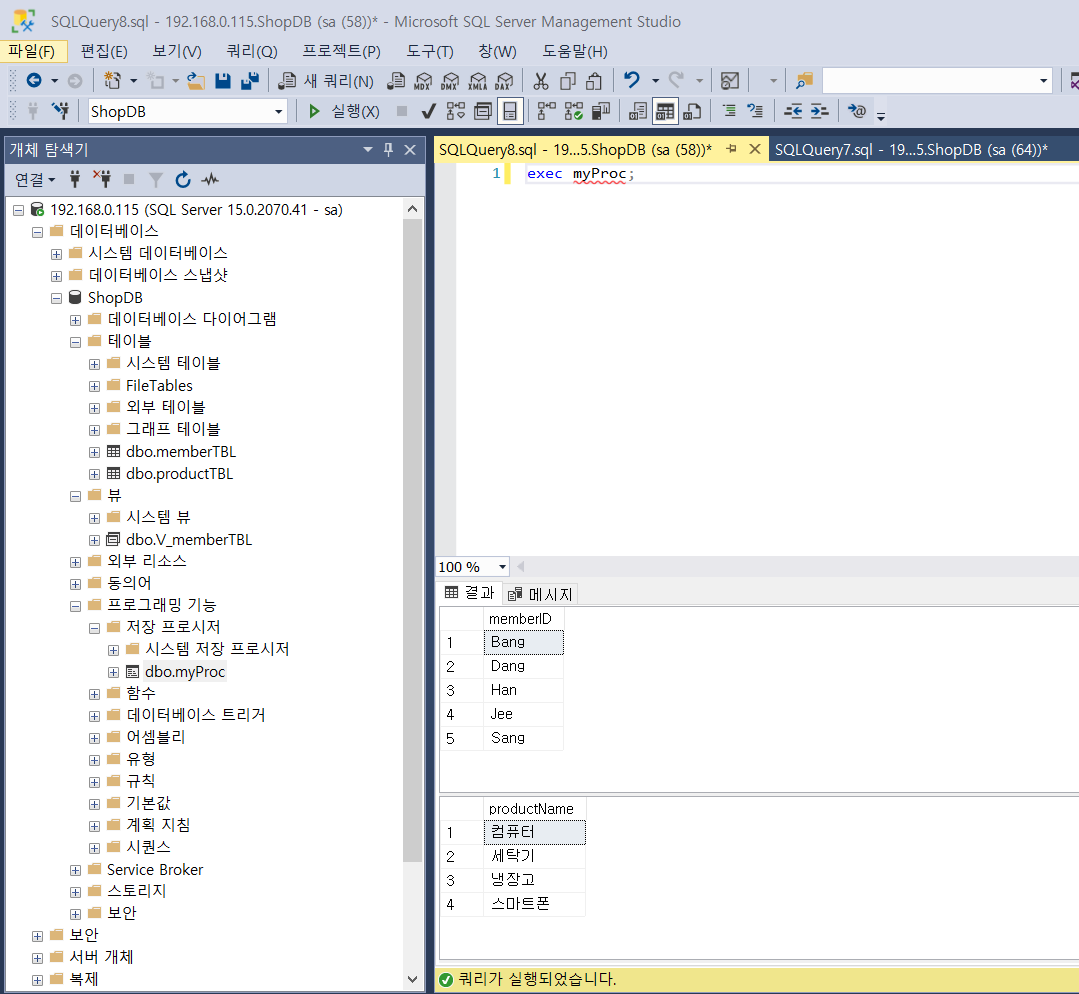 SQLQuery8.sql - 192.168.0.115.ShopDB (sa (58))* - Microsoft SQL Server Management Studio
파일(F) 편집(E) 보기(V) 쿼리(Q) 프로젝트(P) 도구(T) 창(W) 도움말(H)
새 쿼리(N) MDX DMX XMLA DAX
ShopDB 실행(X)
개체 탐색기
연결
192.168.0.115 (SQL Server 15.0.2070.41 - sa)
데이터베이스
시스템 데이터베이스
데이터베이스 스냅샷
ShopDB
데이터베이스 다이어그램
테이블
시스템 테이블
FileTables
외부 테이블
그래프 테이블
dbo.memberTBL
dbo.productTBL
뷰
시스템 뷰
dbo.V_memberTBL
외부 리소스
동의어
프로그래밍 기능
저장 프로시저
시스템 저장 프로시저
dbo.myProc
함수
데이터베이스 트리거
어셈블리
유형
규칙
기본값
계획 지침
시퀀스
Service Broker
스토리지
보안
보안
서버 개체
복제
SQLQuery8.sql - 19...5.ShopDB (sa (58))* SQLQuery7.sql - 19...5.ShopDB (sa (64))*
1 exec myProc;
100 %
결과 메시지
memberID
1 Bang
2 Dang
3 Han
4 Jee
5 Sang
productName
1 컴퓨터
2 세탁기
3 냉장고
4 스마트폰
쿼리가 실행되었습니다.